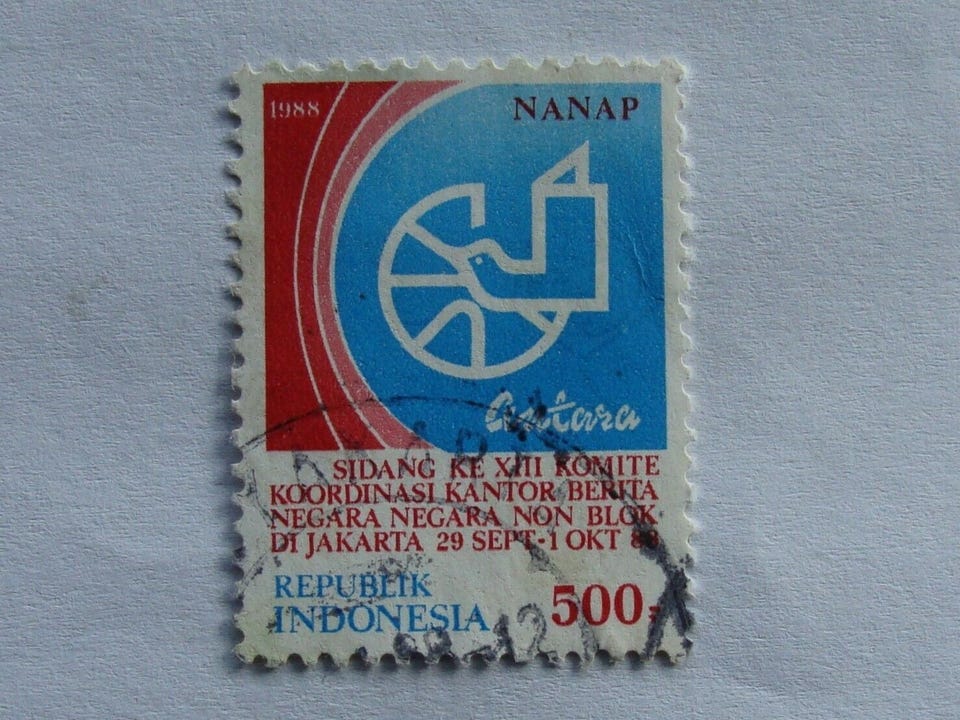 1988 NANAP
antara
SIDANG KE XIII KOMITE
KOORDINASI KANTOR BERITA
NEGARA NEGARA NON BLOK
DI JAKARTA 29 SEPT-1 OKT 88
REPUBLIK
INDONESIA 500: